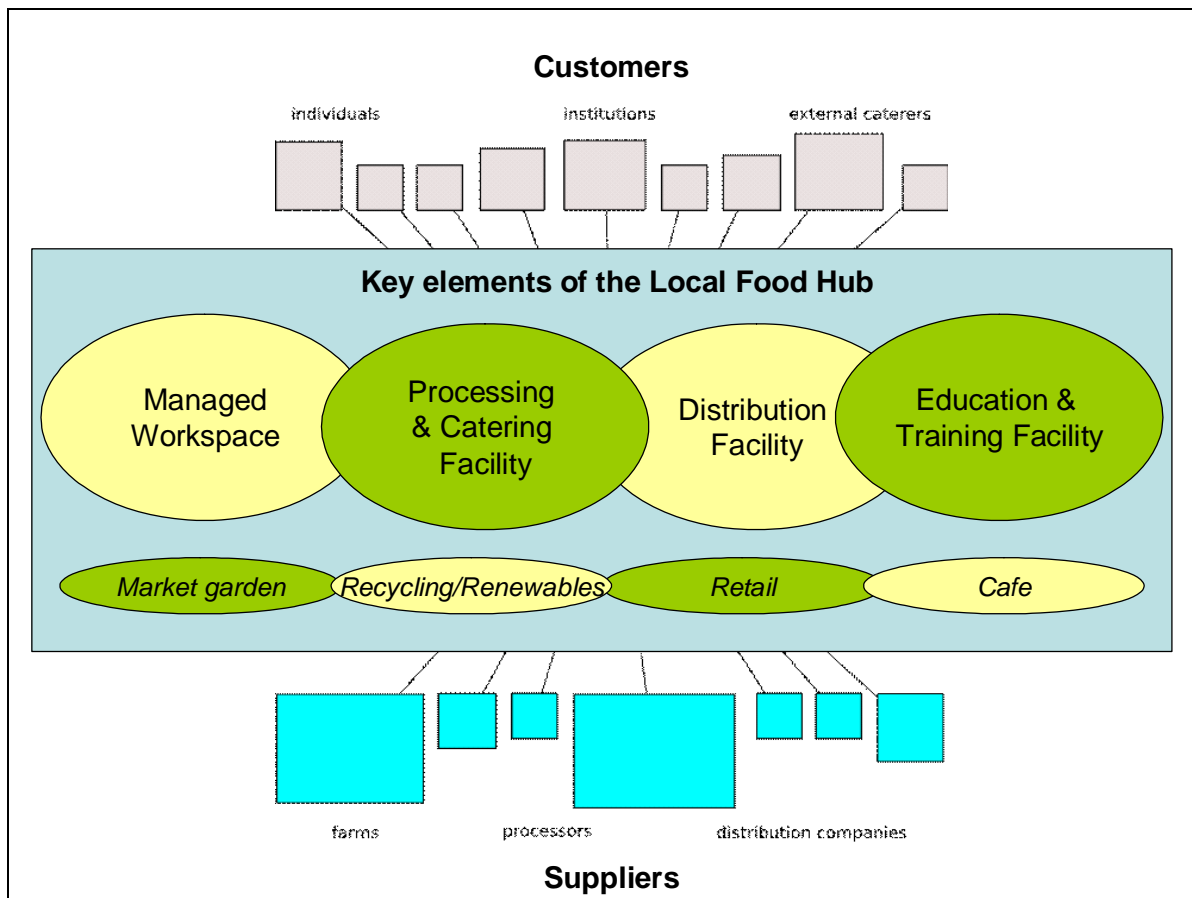 Customers
individuals institutions external caterers
Key elements of the Local Food Hub
Managed
Workspace
Processing
& Catering
Facility
Distribution
Facility
Education &
Training Facility
Market garden
Recycling/Renewables
Retail
Cafe
farms processors distribution companies
Suppliers